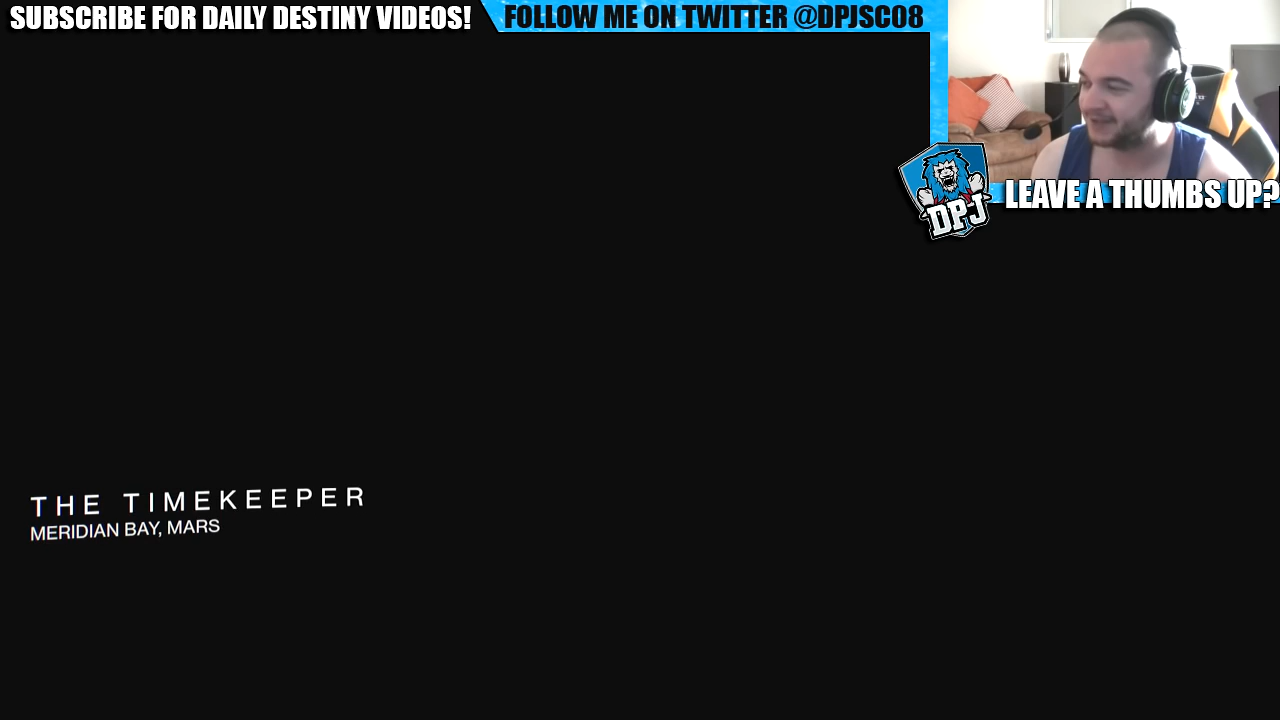 SUBSCRIBE FOR DAILY DESTINY VIDEOS!
FOLLOW ME ON TWITTER @DPJSC08
DPJ
LEAVE A THUMBS UP?
THE TIMEKEEPER
MERIDIAN BAY, MARS